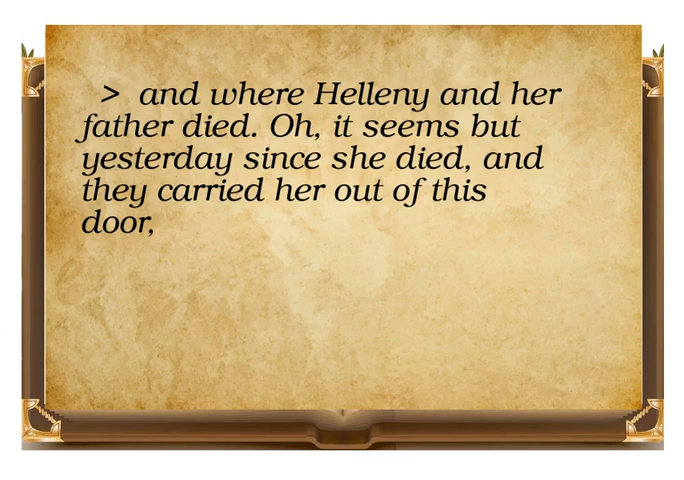 > and where Helleny and her
father died. Oh, it seems but
yesterday since she died, and
they carried her out of this
door,